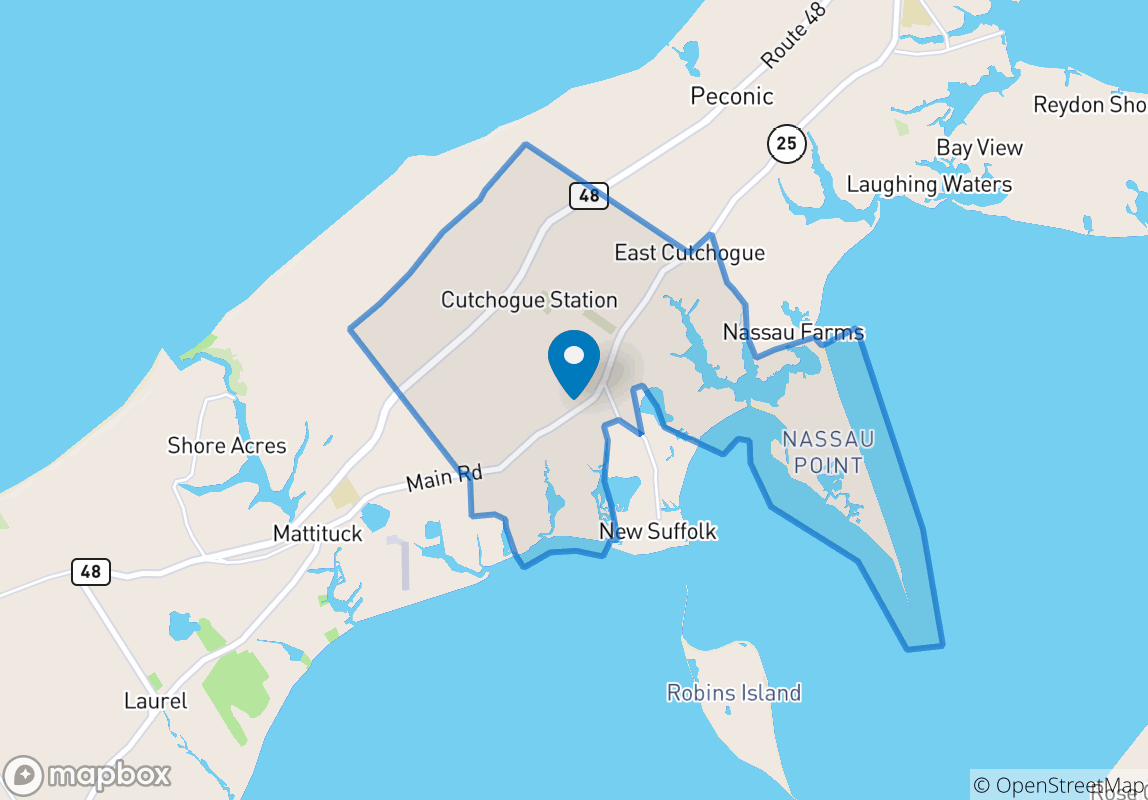 Route 48
Peconic
Reydon Sho
25
Bay View
Laughing Waters
48
East Cutchogue
Cutchogue Station
Nassau Farms
Shore Acres
NASSAU
POINT
Main Rd
Mattituck
New Suffolk
48
Robins Island
Laurel
mapbox
© OpenStreetMap